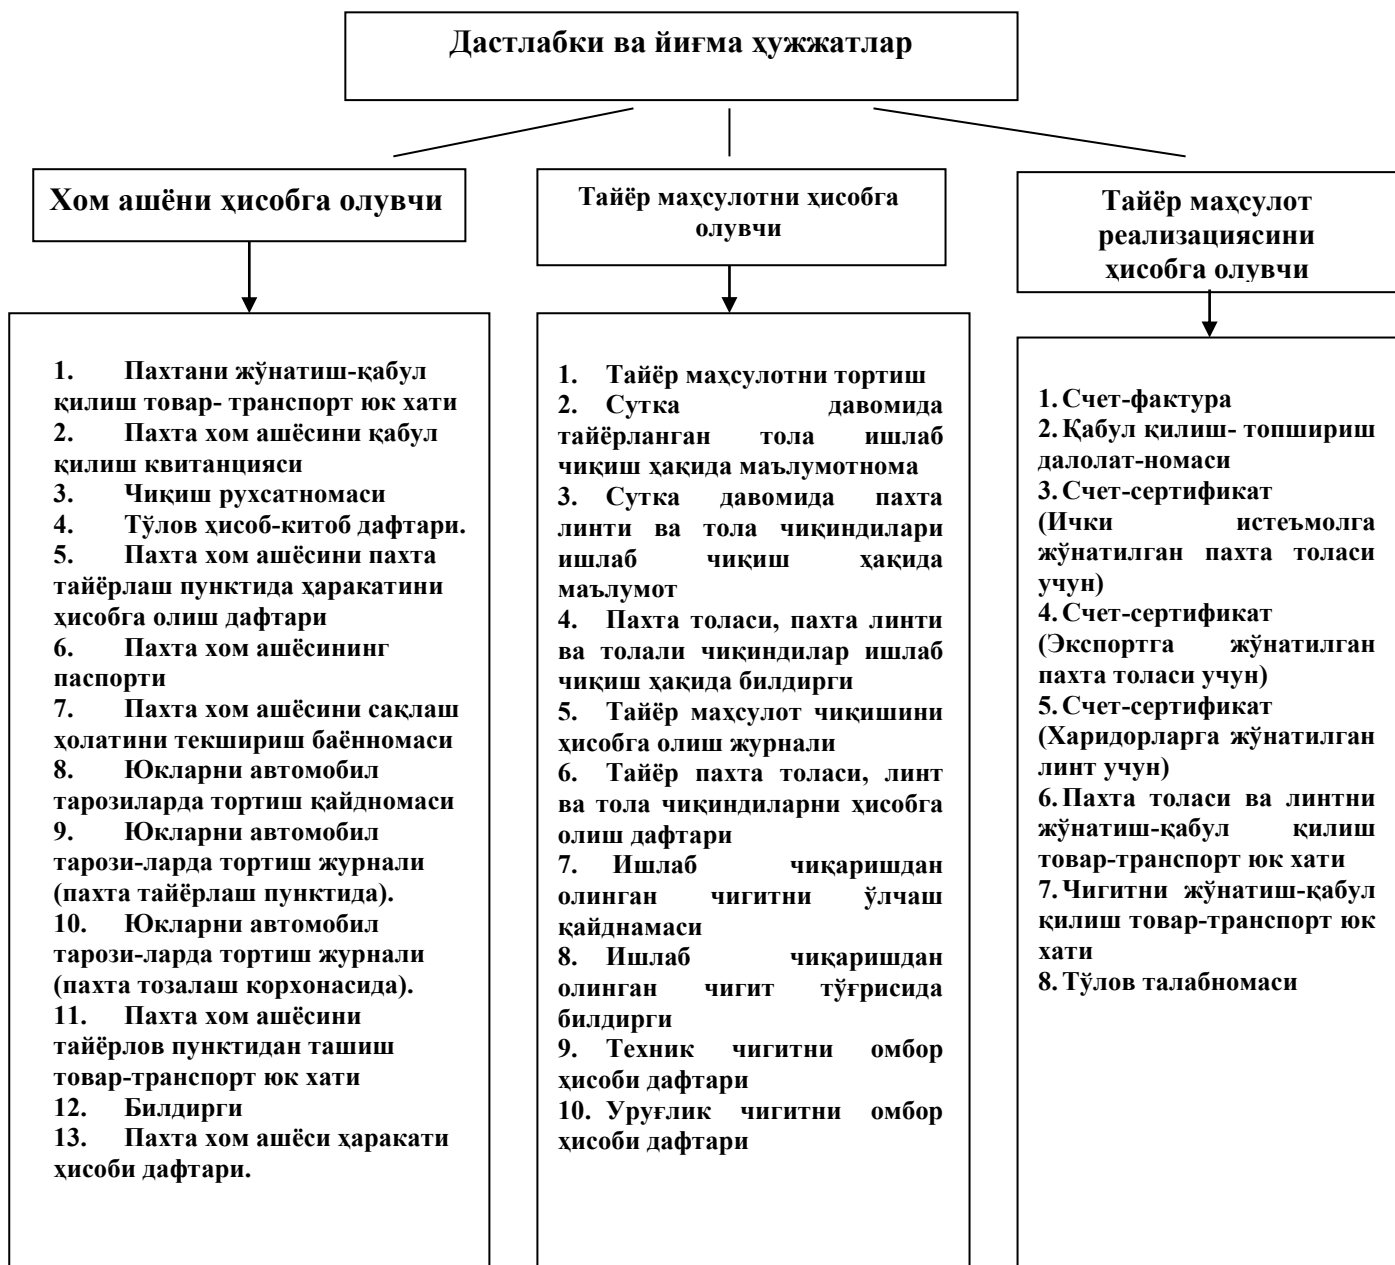 Дастлабки ва йиғма ҳужжатлар
Хом ашёни ҳисобга олувчи
1. Пахтани жўнатиш-қабул
қилиш товар- транспорт юк хати
2. Пахта хом ашёсини қабул
қилиш квитанцияси
3. Чиқиш рухсатномаси
4. Тўлов ҳисоб-китоб дафтари.
5. Пахта хом ашёсини пахта
тайёрлаш пунктида ҳаракатини
ҳисобга олиш дафтари
6. Пахта хом ашёсининг
паспорти
7. Пахта хом ашёсини сақлаш
ҳолатини текшириш баённомаси
8. Юкларни автомобил
тарозиларда тортиш қайдномаси
9. Юкларни автомобил
тарози-ларда тортиш журнали
(пахта тайёрлаш пунктида).
10. Юкларни автомобил
тарози-ларда тортиш журнали
(пахта тозалаш корхонасида).
11. Пахта хом ашёсини
тайёрлов пунктидан ташиш
товар-транспорт юк хати
12. Билдирги
13. Пахта хом ашёси ҳаракати
ҳисоби дафтари.
Тайёр маҳсулотни ҳисобга
олувчи
1. Тайёр маҳсулотни тортиш
2. Сутка давомида
тайёрланган тола ишлаб
чиқиш ҳақида маълумотнома
3. Сутка давомида пахта
линти ва тола чиқиндилари
ишлаб чиқиш ҳақида
маълумот
4. Пахта толаси, пахта линти
ва толали чиқиндилар ишлаб
чиқиш ҳақида билдирги
5. Тайёр маҳсулот чиқишини
ҳисобга олиш журнали
6. Тайёр пахта толаси, линт
ва тола чиқиндиларни ҳисобга
олиш дафтари
7. Ишлаб чиқаришдан
олинган чигитни ўлчаш
қайднамаси
8. Ишлаб чиқаришдан
олинган чигит тўғрисида
билдирги
9. Техник чигитни омбор
ҳисоби дафтари
10. Уруғлик чигитни омбор
ҳисоби дафтари
Тайёр маҳсулот
реализациясини
ҳисобга олувчи
1. Счет-фактура
2. Қабул қилиш- топшириш
далолат-номаси
3. Счет-сертификат
(Ички истеъмолга
жўнатилган пахта толаси
учун)
4. Счет-сертификат
(Экспортга жўнатилган
пахта толаси учун)
5. Счет-сертификат
(Харидорларга жўнатилган
линт учун)
6. Пахта толаси ва линтни
жўнатиш-қабул қилиш
товар-транспорт юк хати
7. Чигитни жўнатиш-қабул
қилиш товар-транспорт юк
хати
8. Тўлов талабномаси